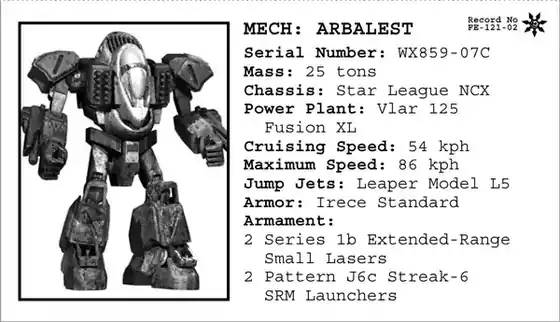 MECH: ARBALEST
Record No
FE-121-02
Serial Number: WX859-07C
Mass: 25 tons
Chassis: Star League NCX
Power Plant: Vlar 125
Fusion XL
Cruising Speed: 54 kph
Maximum Speed: 86 kph
Jump Jets: Leaper Model L5
Armor: Irece Standard
Armament:
2 Series 1b Extended-Range
Small Lasers
2 Pattern J6c Streak-6
SRM Launchers